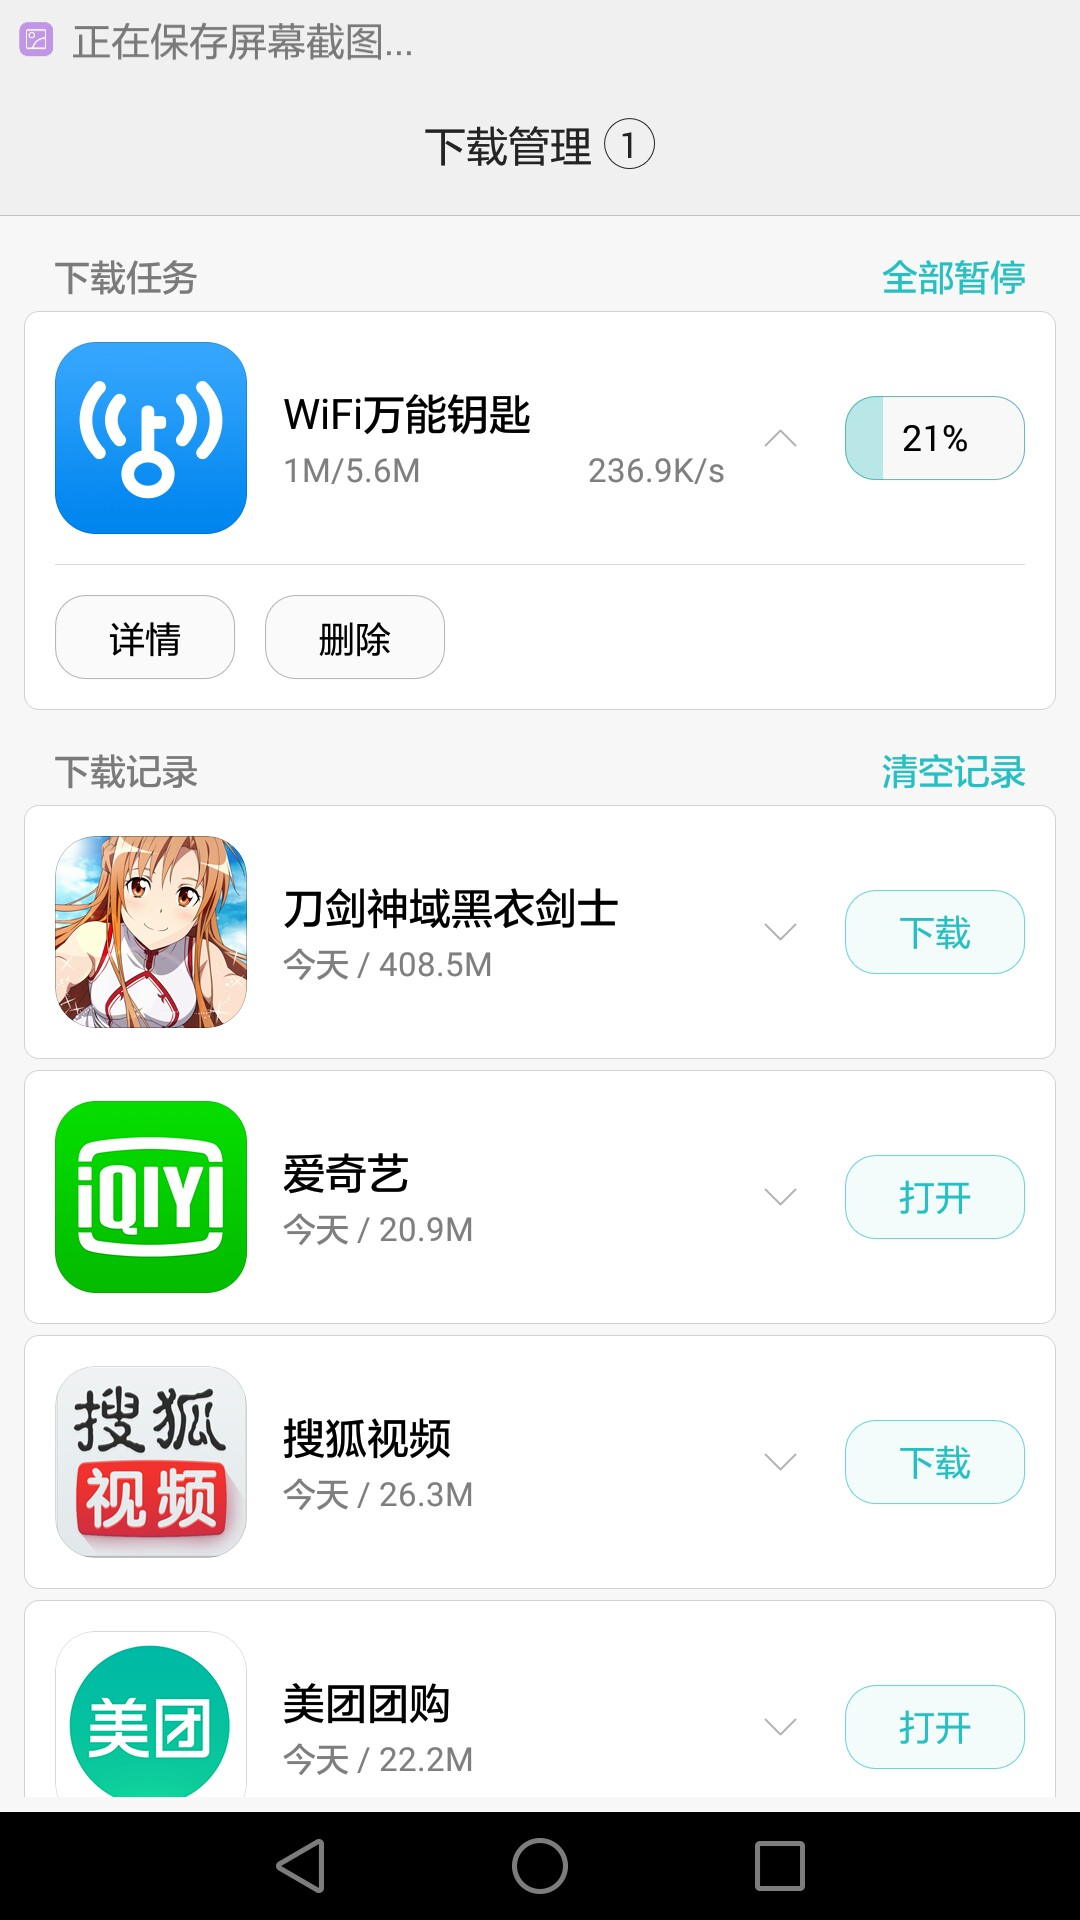 正在保存屏幕截图...
下载管理 1
下载任务 全部暂停
WiFi万能钥匙
1M/5.6M 236.9K/s
21%
详情 删除
下载记录 清空记录
刀剑神域黑衣剑士
今天 / 408.5M
下载
iQIYI
爱奇艺
今天 / 20.9M
打开
搜狐
视频
搜狐视频
今天 / 26.3M
下载
美团
美团团购
今天 / 22.2M
打开